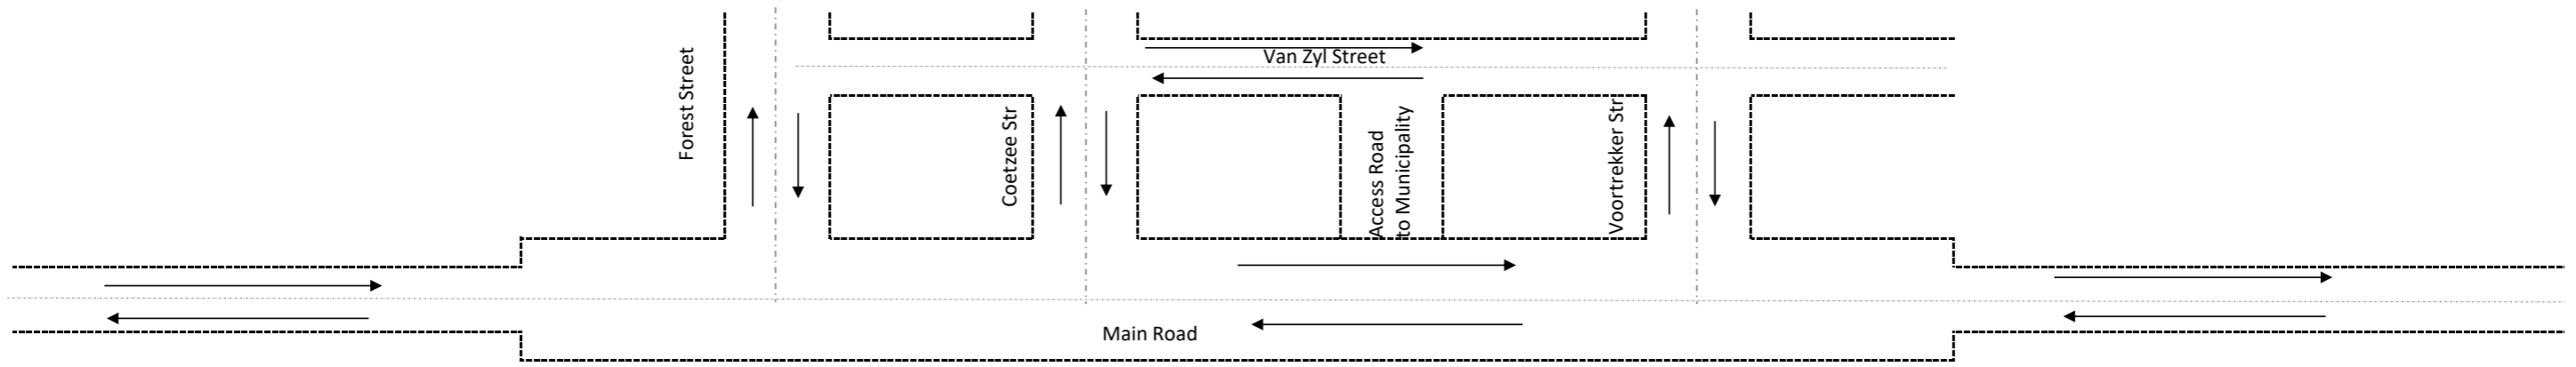 Van Zyl Street
Forest Street
Coetzee Str
Access Road
to Municipality
Voortrekker Str
Main Road